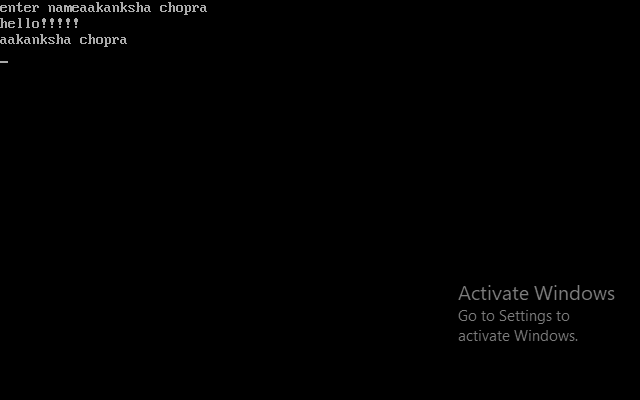 enter nameaakanksha chopra
hello!!!!!
aakanksha chopra
Activate Windows
Go to Settings to
activate Windows.